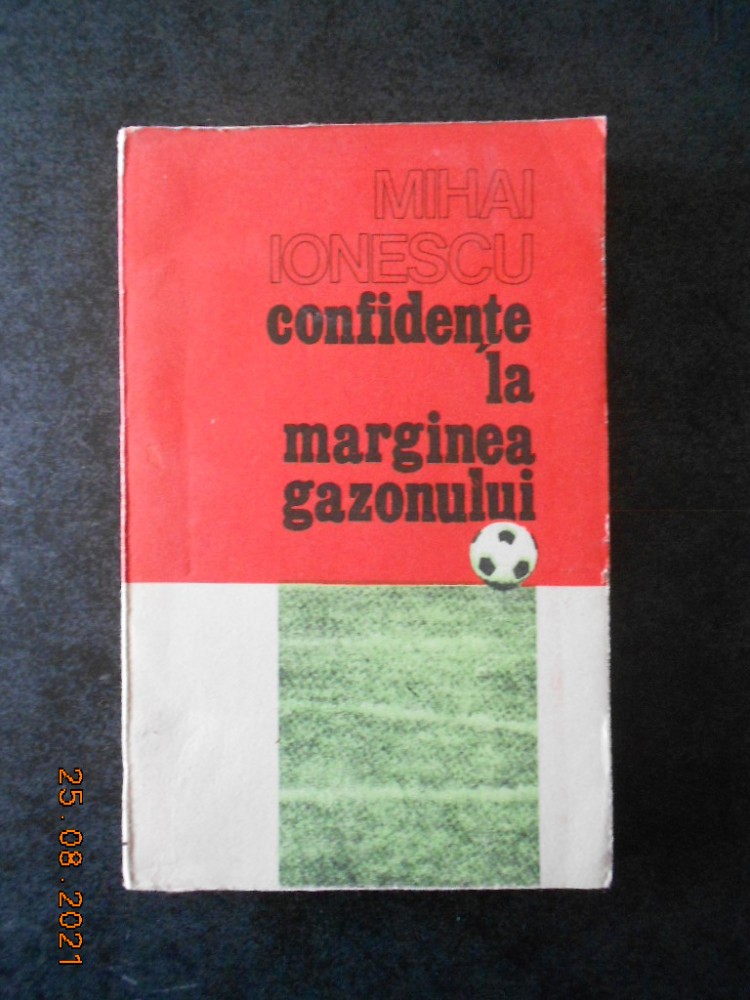 MIHAI
IONESCU
confidențe
la
marginea
gazonului
25.08.2021